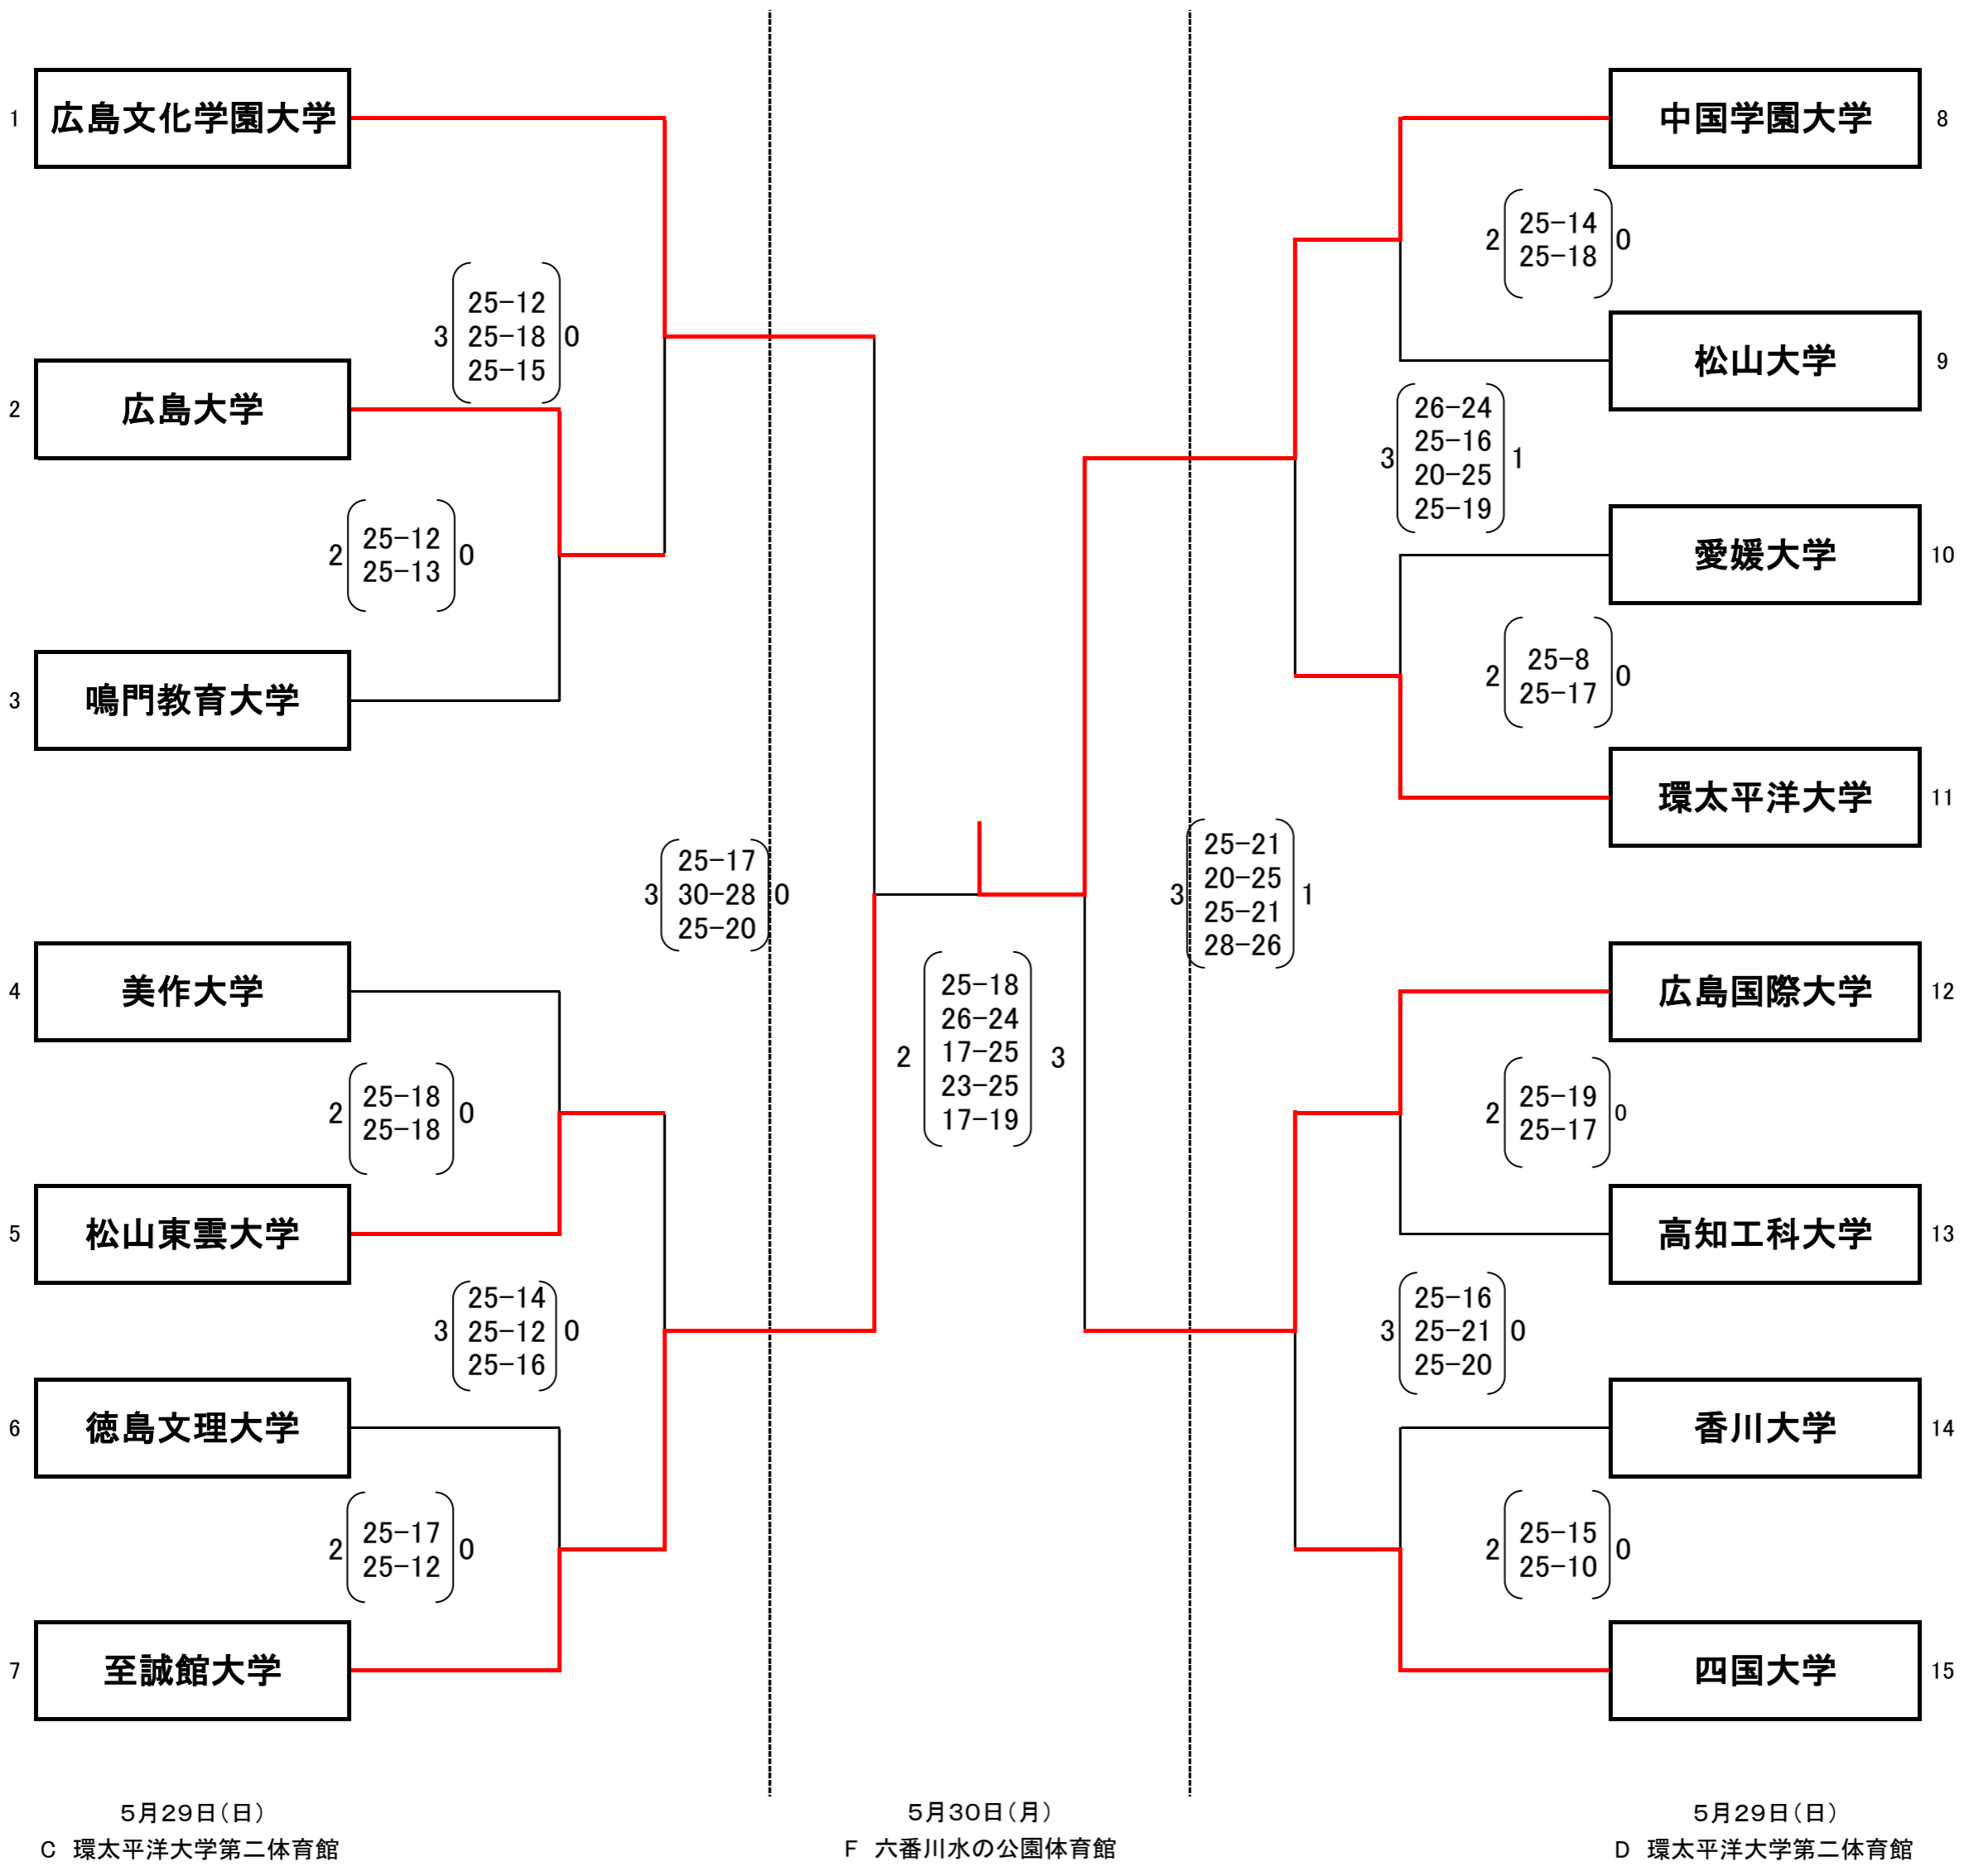 1 広島文化学園大学
3 25-12 0
25-18
25-15
2 広島大学
2 25-12 0
25-13
3 鳴門教育大学
3 25-17 0
30-28
25-20
4 美作大学
2 25-18 0
25-18
5 松山東雲大学
3 25-14 0
25-12
25-16
6 徳島文理大学
2 25-17 0
25-12
7 至誠館大学
2 25-18 3
26-24
17-25
23-25
17-19
中国学園大学 8
2 25-14 0
25-18
松山大学 9
3 26-24 1
25-16
20-25
25-19
愛媛大学 10
2 25-8 0
25-17
環太平洋大学 11
3 25-21 1
20-25
25-21
28-26
広島国際大学 12
2 25-19 0
25-17
高知工科大学 13
3 25-16 0
25-21
25-20
香川大学 14
2 25-15 0
25-10
四国大学 15
5月29日(日)
C 環太平洋大学第二体育館
5月30日(月)
F 六番川水の公園体育館
5月29日(日)
D 環太平洋大学第二体育館